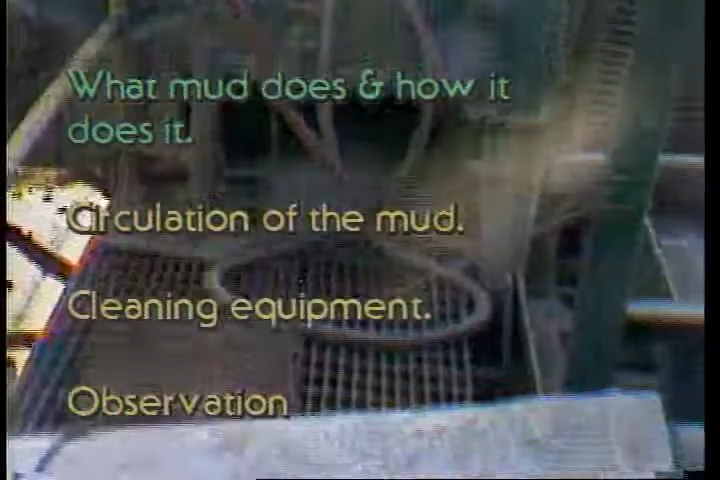 What mud does & how it
does it.
Circulation of the mud.
Cleaning equipment.
Observation